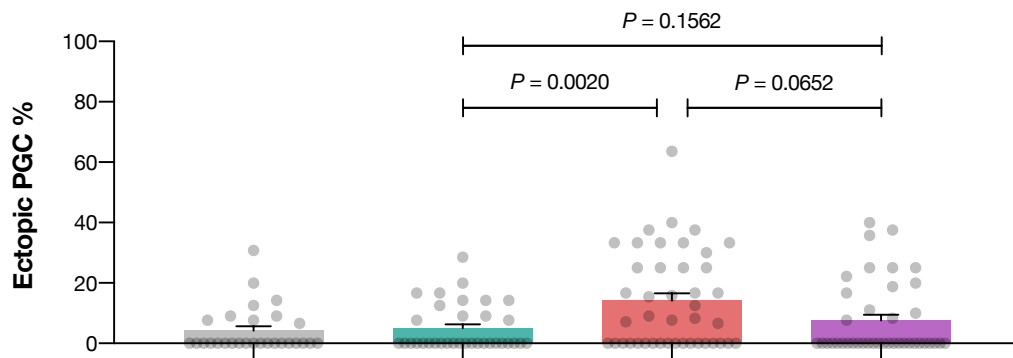 P = 0.1562
P = 0.0020
P = 0.0652
Ectopic PGC %
100
80
60
40
20
0